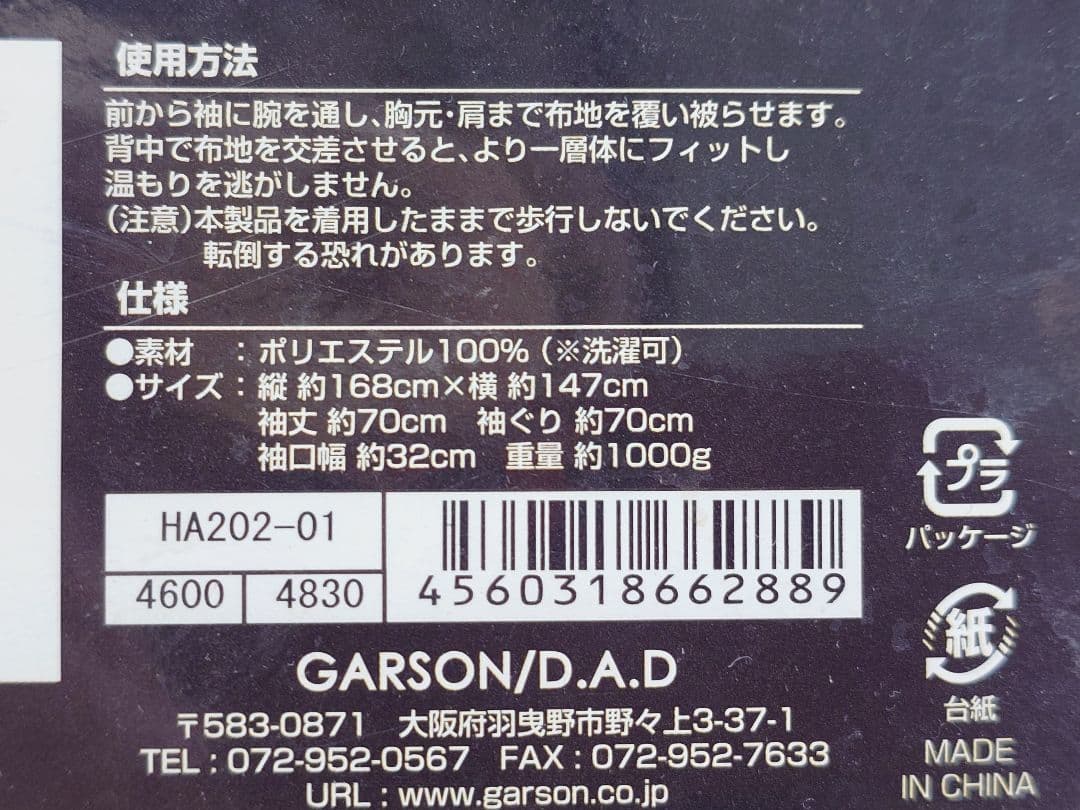 使用方法
前から袖に腕を通し、胸元・肩まで布地を覆い被らせます。
背中で布地を交差させると、より一層体にフィットし
温もりを逃がしません。
(注意)本製品を着用したままで歩行しないでください。
転倒する恐れがあります。
仕様
●素材 : ポリエステル100% (※洗濯可)
●サイズ : 縦 約168cm×横 約147cm
袖丈 約70cm 袖ぐり 約70cm
袖口幅 約32cm 重量 約1000g
HA202-01
4600 4830
4560318662889
プラ
パッケージ
紙
台紙
GARSON/D.A.D
〒583-0871 大阪府羽曳野市野々上3-37-1
TEL : 072-952-0567 FAX : 072-952-7633
URL : www.garson.co.jp
MADE
IN CHINA